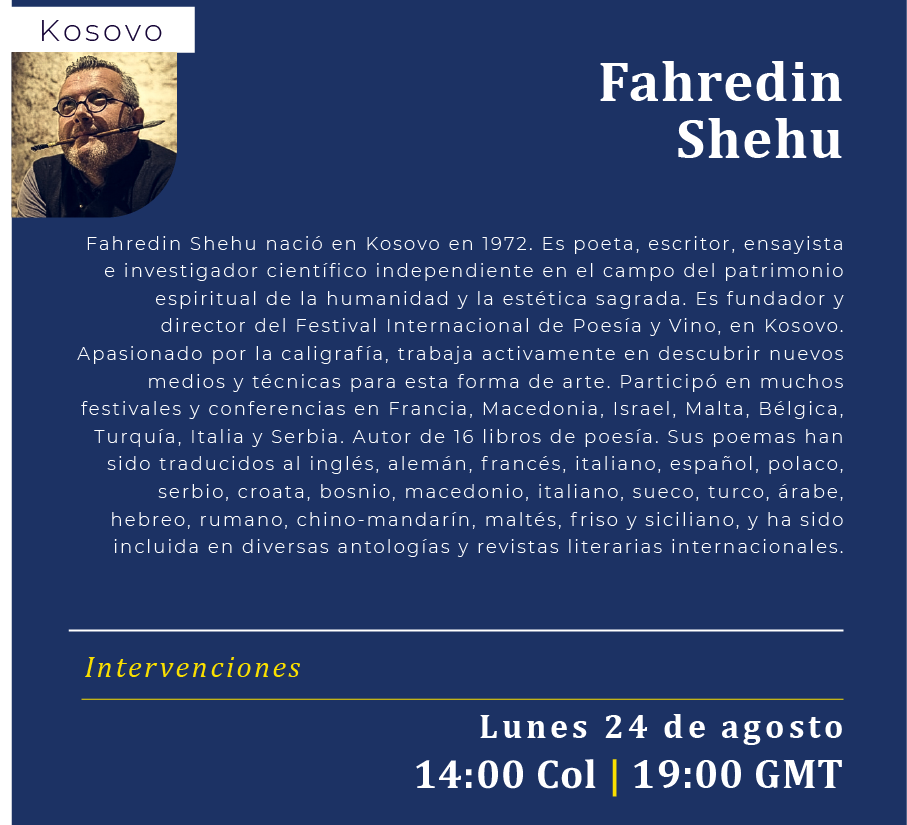 Kosovo
Fahredin
Shehu
Fahredin Shehu nació en Kosovo en 1972. Es poeta, escritor, ensayista
e investigador científico independiente en el campo del patrimonio
espiritual de la humanidad y la estética sagrada. Es fundador y
director del Festival Internacional de Poesía y Vino, en Kosovo.
Apasionado por la caligrafía, trabaja activamente en descubrir nuevos
medios y técnicas para esta forma de arte. Participó en muchos
festivales y conferencias en Francia, Macedonia, Israel, Malta, Bélgica,
Turquía, Italia y Serbia. Autor de 16 libros de poesía. Sus poemas han
sido traducidos al inglés, alemán, francés, italiano, español, polaco,
serbio, croata, bosnio, macedonio, italiano, sueco, turco, árabe,
hebreo, rumano, chino-mandarín, maltés, friso y siciliano, y ha sido
incluida en diversas antologías y revistas literarias internacionales.
Intervenciones
Lunes 24 de agosto
14:00 Col | 19:00 GMT